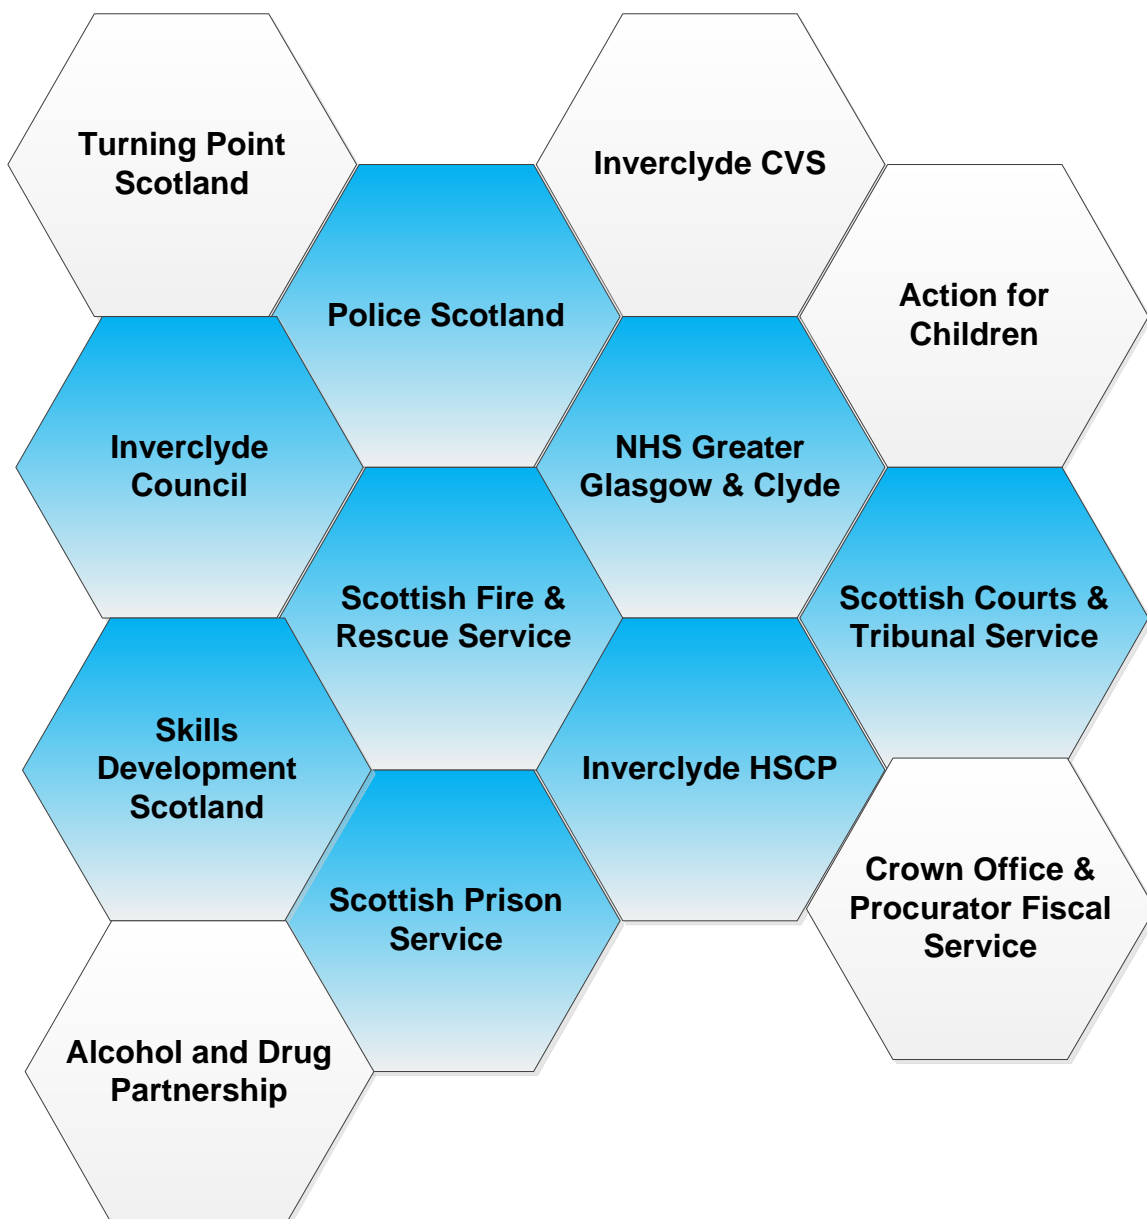 Turning Point
Scotland
Inverclyde CVS
Police Scotland
Action for
Children
Inverclyde
Council
NHS Greater
Glasgow & Clyde
Scottish Fire &
Rescue Service
Scottish Courts &
Tribunal Service
Skills
Development
Scotland
Inverclyde HSCP
Scottish Prison
Service
Crown Office &
Procurator Fiscal
Service
Alcohol and Drug
Partnership